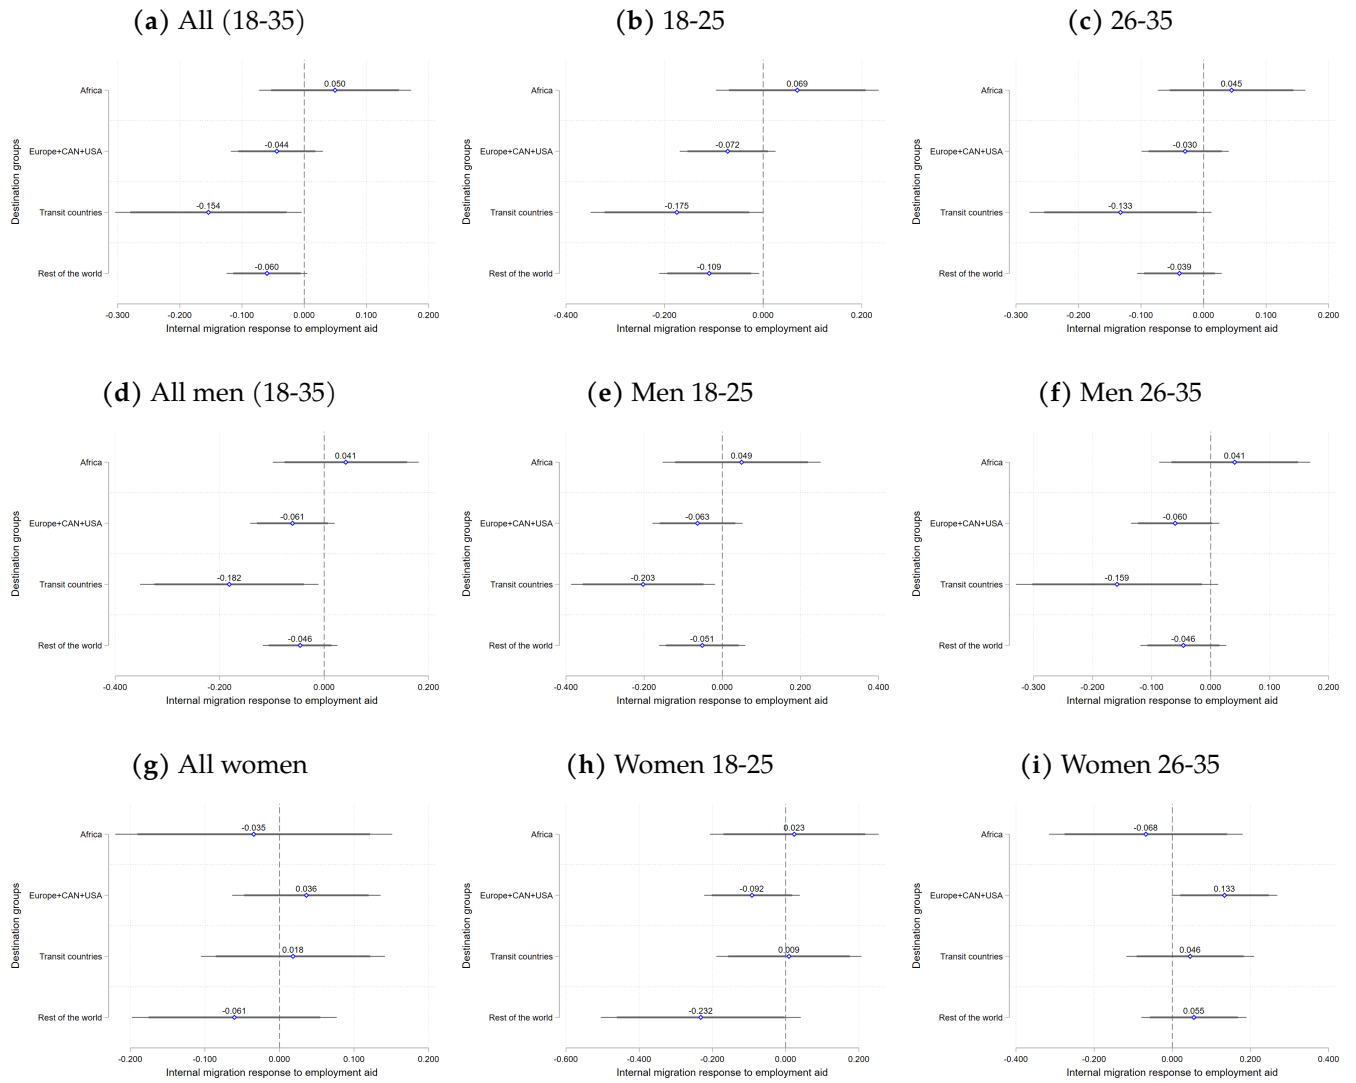 (a) All (18-35)
(b) 18-25
(c) 26-35
Destination groups
Africa
Europe+CAN+USA
Transit countries
Rest of the world
0.050
-0.044
-0.154
-0.060
-0.300 -0.200 -0.100 -0.000 0.100 0.200
Internal migration response to employment aid
Destination groups
Africa
Europe+CAN+USA
Transit countries
Rest of the world
0.069
-0.072
-0.175
-0.109
-0.400 -0.200 0.000 0.200
Internal migration response to employment aid
Destination groups
Africa
Europe+CAN+USA
Transit countries
Rest of the world
0.045
-0.030
-0.133
-0.039
-0.300 -0.200 -0.100 -0.000 0.100 0.200
Internal migration response to employment aid
(d) All men (18-35)
(e) Men 18-25
(f) Men 26-35
Destination groups
Africa
Europe+CAN+USA
Transit countries
Rest of the world
0.041
-0.061
-0.182
-0.046
-0.400 -0.200 0.000 0.200
Internal migration response to employment aid
Destination groups
Africa
Europe+CAN+USA
Transit countries
Rest of the world
0.049
-0.063
-0.203
-0.051
-0.400 -0.200 0.000 0.200 0.400
Internal migration response to employment aid
Destination groups
Africa
Europe+CAN+USA
Transit countries
Rest of the world
0.041
-0.060
-0.159
-0.046
-0.300 -0.200 -0.100 0.000 0.100 0.200
Internal migration response to employment aid
(g) All women
(h) Women 18-25
(i) Women 26-35
Destination groups
Africa
Europe+CAN+USA
Transit countries
Rest of the world
-0.035
0.036
0.018
-0.061
-0.200 -0.100 0.000 0.100 0.200
Internal migration response to employment aid
Destination groups
Africa
Europe+CAN+USA
Transit countries
Rest of the world
0.023
-0.092
0.009
-0.232
-0.600 -0.400 -0.200 0.000 0.200
Internal migration response to employment aid
Destination groups
Africa
Europe+CAN+USA
Transit countries
Rest of the world
-0.068
0.133
0.046
0.055
-0.400 -0.200 0.000 0.200 0.400
Internal migration response to employment aid